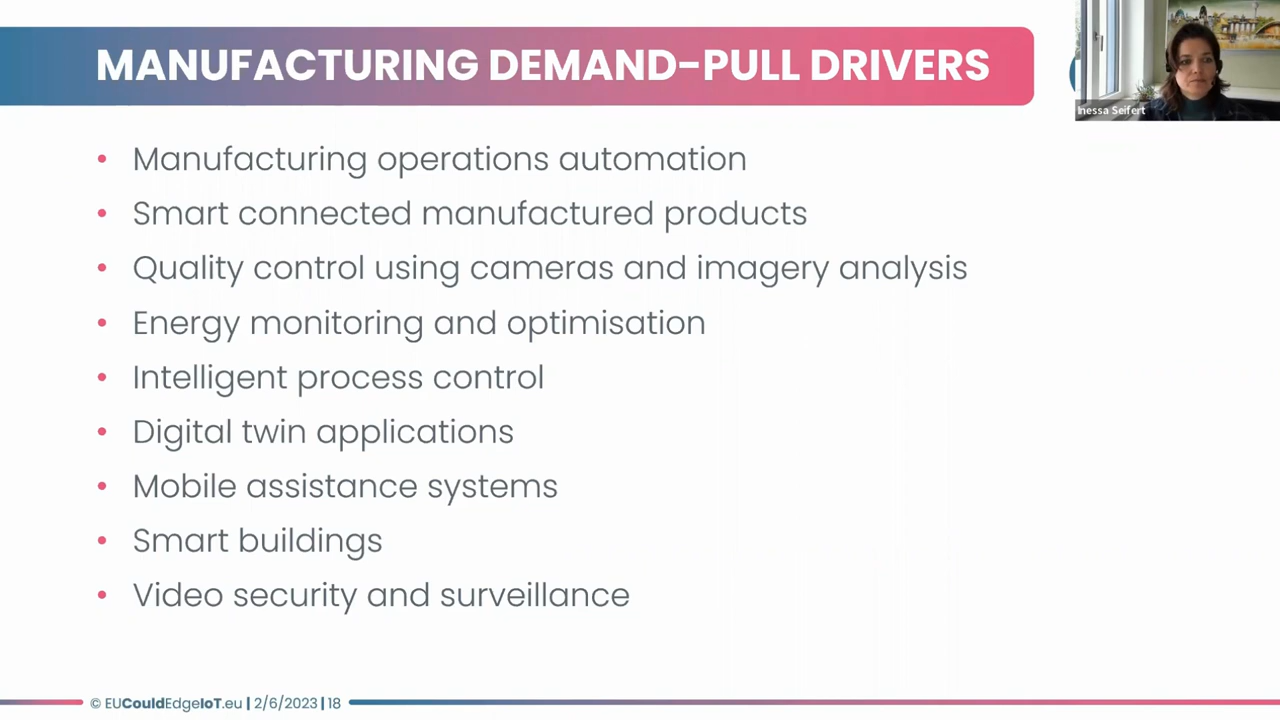 MANUFACTURING DEMAND-PULL DRIVERS
Inessa Seifert
• Manufacturing operations automation
• Smart connected manufactured products
• Quality control using cameras and imagery analysis
• Energy monitoring and optimisation
• Intelligent process control
• Digital twin applications
• Mobile assistance systems
• Smart buildings
• Video security and surveillance
© EUCouldEdgeIoT.eu | 2/6/2023 | 18